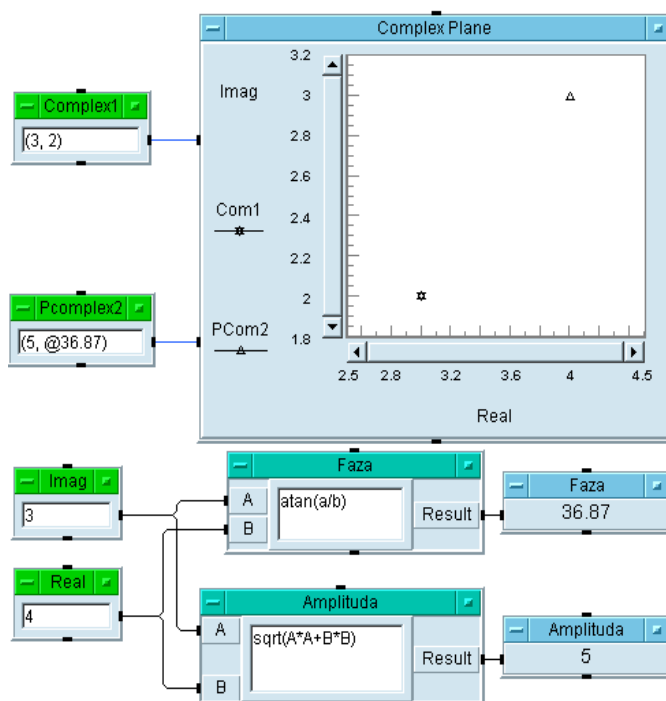 Complex Plane
Complex1
(3, 2)
Pcomplex2
(5, @36.87)
Imag
Com1
PCom2
3.2
3
2.8
2.6
2.4
2.2
2
1.8
2.5 2.8 3.2 3.6 4 4.5
Real
Imag
3
Real
4
Faza
A
B
atan(a/b)
Result
Faza
36.87
Amplituda
A
B
sqrt(A*A+B*B)
Result
Amplituda
5